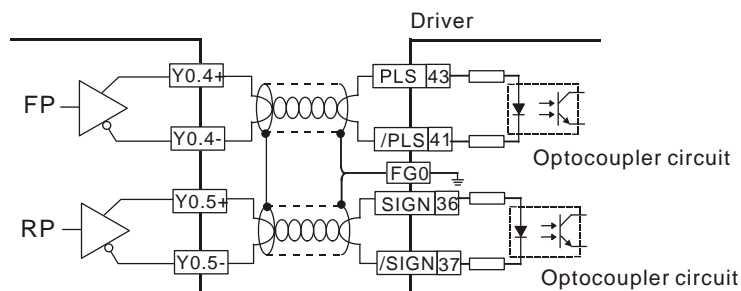 Driver
FP
Y0.4+
PLS 43
Y0.4-
/PLS 41
Optocoupler circuit
FG0
RP
Y0.5+
SIGN 36
Y0.5-
/SIGN 37
Optocoupler circuit